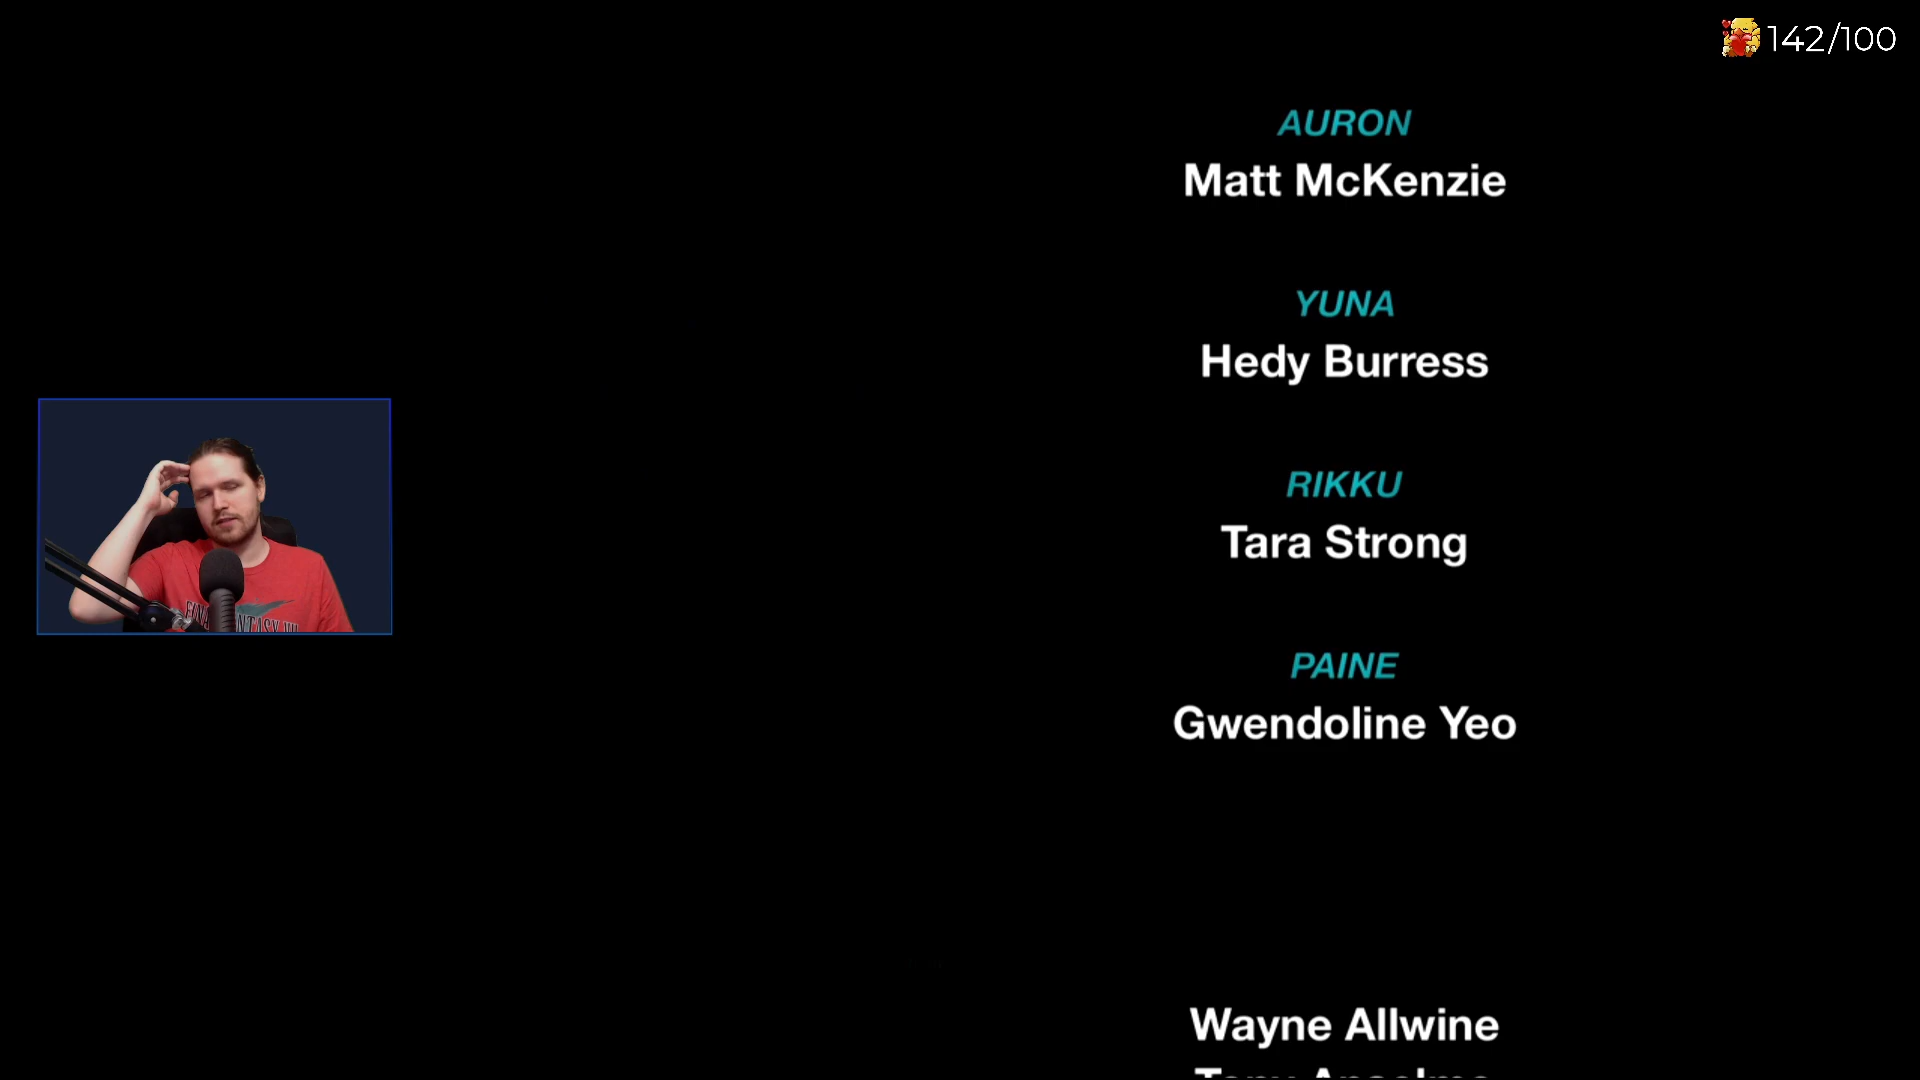 142/100
AURON
Matt McKenzie
YUNA
Hedy Burress
RIKKU
Tara Strong
PAINE
Gwendoline Yeo
Wayne Allwine